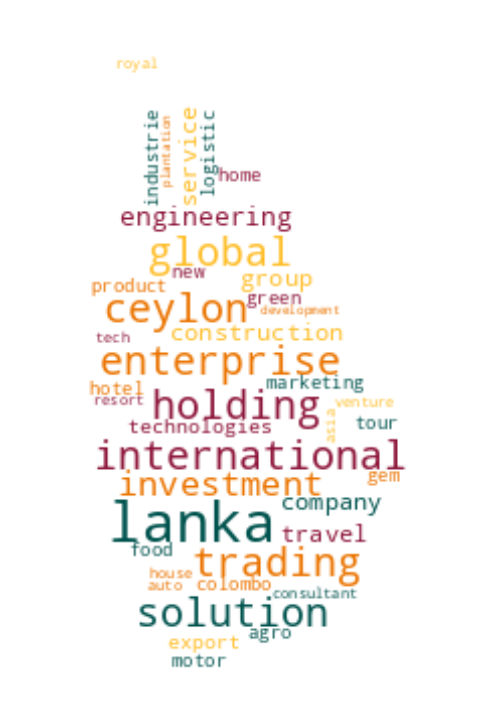 royal
industrie
plantation
service
logistic
home
engineering
global
new
group
product
green
ceylon
development
construction
tech
enterprise
marketing
hotel
resort
holding
venture
asia
tour
technologies
international
gem
investment
company
lanka
travel
food
trading
house
auto
colombo
consultant
solution
agro
export
motor